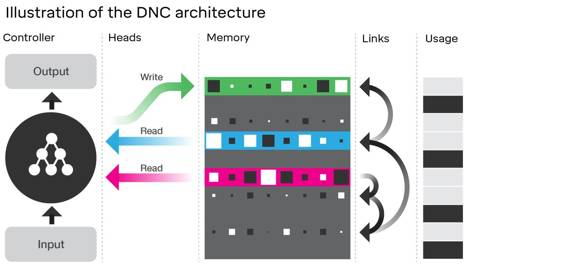 Illustration of the DNC architecture
Controller
Heads
Memory
Links
Usage
Output
Write
Read
Read
Input